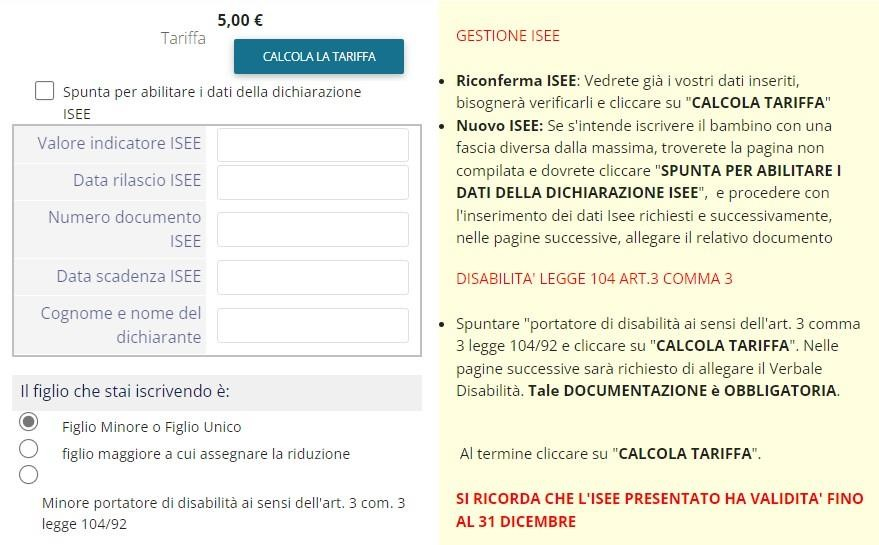 5,00 €
Tariffa
CALCOLA LA TARIFFA
Spunta per abilitare i dati della dichiarazione
ISEE
Valore indicatore ISEE
Data rilascio ISEE
Numero documento
ISEE
Data scadenza ISEE
Cognome e nome del
dichiarante
Il figlio che stai iscrivendo è:
Figlio Minore o Figlio Unico
figlio maggiore a cui assegnare la riduzione
Minore portatore di disabilità ai sensi dell'art. 3 com. 3
legge 104/92
GESTIONE ISEE
Riconferma ISEE: Vedrete già i vostri dati inseriti,
bisognerà verificarli e cliccare su "CALCOLA TARIFFA"
Nuovo ISEE: Se s'intende iscrivere il bambino con una
fascia diversa dalla massima, troverete la pagina non
compilata e dovrete cliccare "SPUNTA PER ABILITARE I
DATI DELLA DICHIARAZIONE ISEE", e procedere con
l'inserimento dei dati Isee richiesti e successivamente,
nelle pagine successive, allegare il relativo documento
DISABILITA' LEGGE 104 ART.3 COMMA 3
Spuntare "portatore di disabilità ai sensi dell'art. 3 comma
3 legge 104/92 e cliccare su "CALCOLA TARIFFA". Nelle
pagine successive sarà richiesto di allegare il Verbale
Disabilità. Tale DOCUMENTAZIONE è OBBLIGATORIA.
Al termine cliccare su "CALCOLA TARIFFA".
SI RICORDA CHE L'ISEE PRESENTATO HA VALIDITA' FINO
AL 31 DICEMBRE